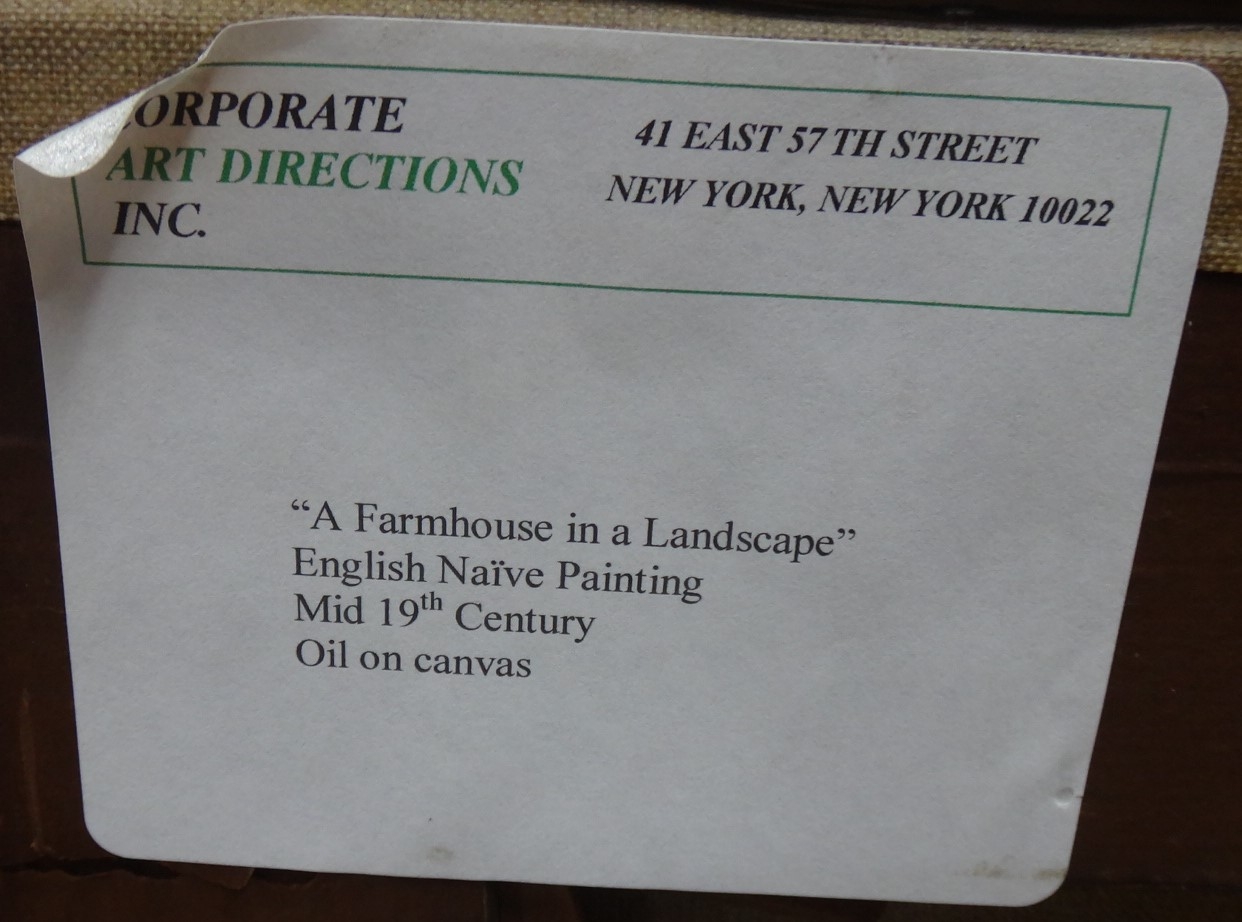 CORPORATE
ART DIRECTIONS
INC.
41 EAST 57 TH STREET
NEW YORK, NEW YORK 10022
“A Farmhouse in a Landscape”
English Naïve Painting
Mid 19th Century
Oil on canvas